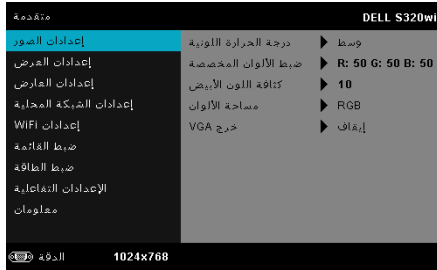 متقدمة DELL S320wi
إعدادات الصور
إعدادات العرض
إعدادات العارض
إعدادات الشبكة المحلية
إعدادات WiFi
ضبط القائمة
ضبط الطاقة
الإعدادات التفاعلية
معلومات
درجة الحرارة اللونية وسط
ضبط الألوان المخصصة R: 50 G: 50 B: 50
كثافة اللون الأبيض 10
مساحة الألوان RGB
خرج VGA إيقاف
الدقة 1024x768